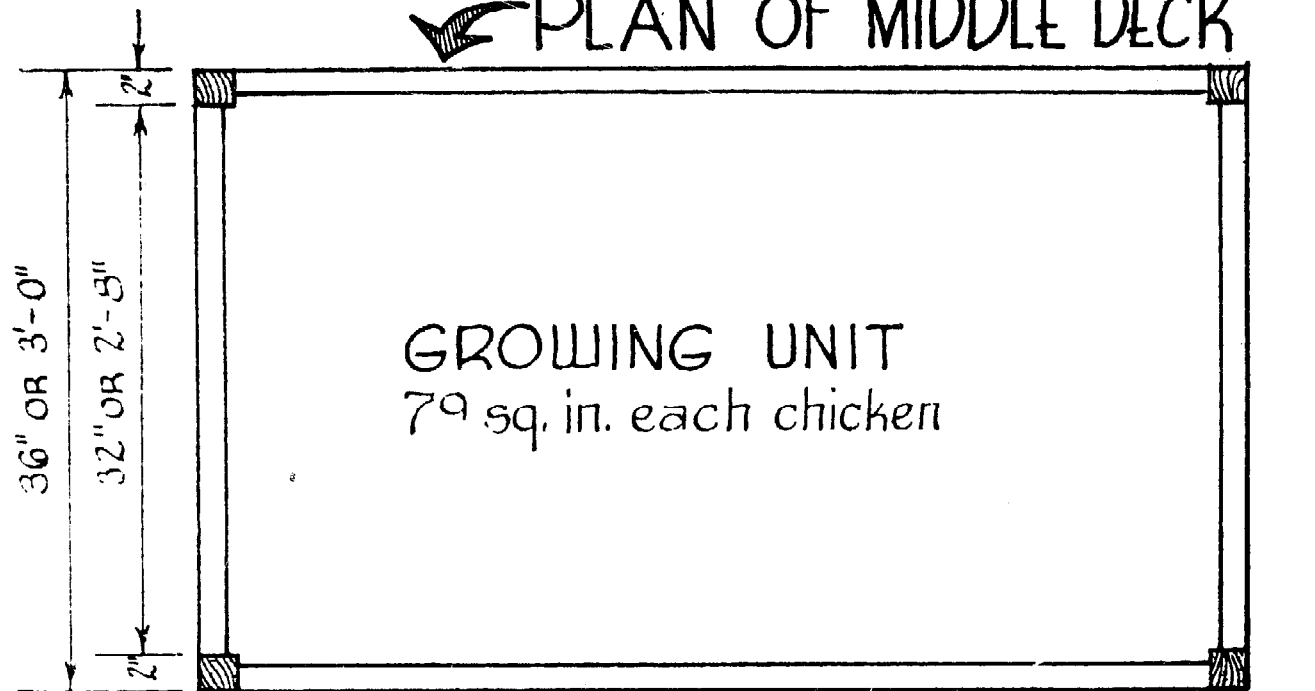 PLAN OF MIDDLE DECK
2"
36" OR 3'-0"
32" OR 2'-8"
GROWING UNIT
79 sq. in. each chicken
2"